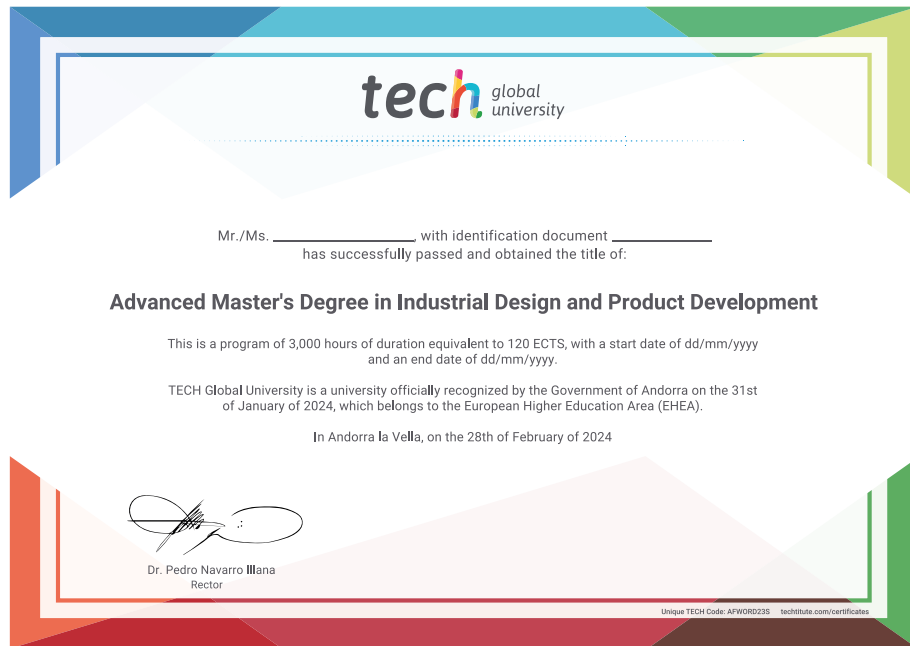 tech global university
Mr./Ms. ____________, with identification document ____________
has successfully passed and obtained the title of:
Advanced Master's Degree in Industrial Design and Product Development
This is a program of 3,000 hours of duration equivalent to 120 ECTS, with a start date of dd/mm/yyyy
and an end date of dd/mm/yyyy.
TECH Global University is a university officially recognized by the Government of Andorra on the 31st
of January of 2024, which belongs to the European Higher Education Area (EHEA).
In Andorra la Vella, on the 28th of February of 2024
Dr. Pedro Navarro Illana
Rector
Unique TECH Code: AFWORD23S techtitute.com/certificates